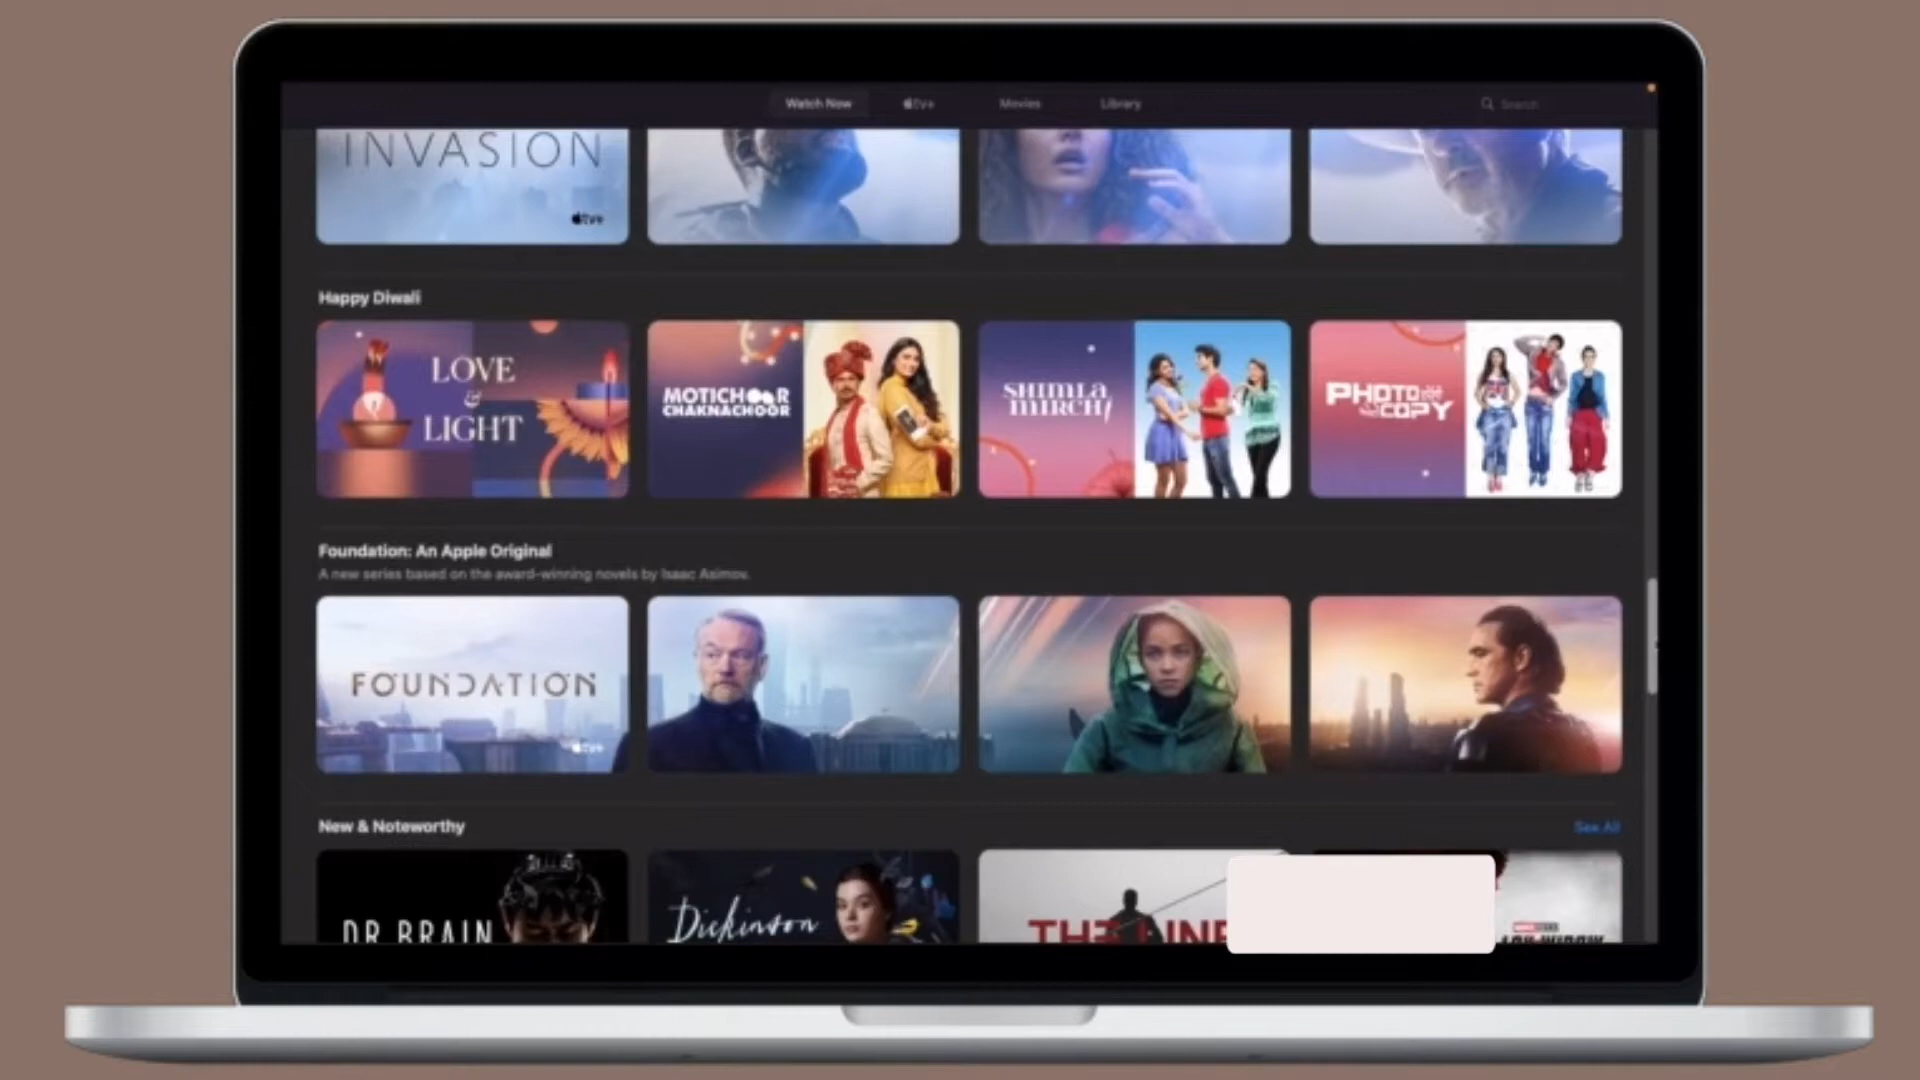 Watch Now tv+ Movies Library Search
INVASION
tv+
Happy Diwali
LOVE
&
LIGHT
MOTICHOOR
CHAKNACHOOR
SHIMLA
MIRCHI
PHOTO
COPY
Foundation: An Apple Original
A new series based on the award-winning novels by Isaac Asimov.
FOUNDATION
tv+
New & Noteworthy See All
DR. BRAIN
Dickinson
THE LINE